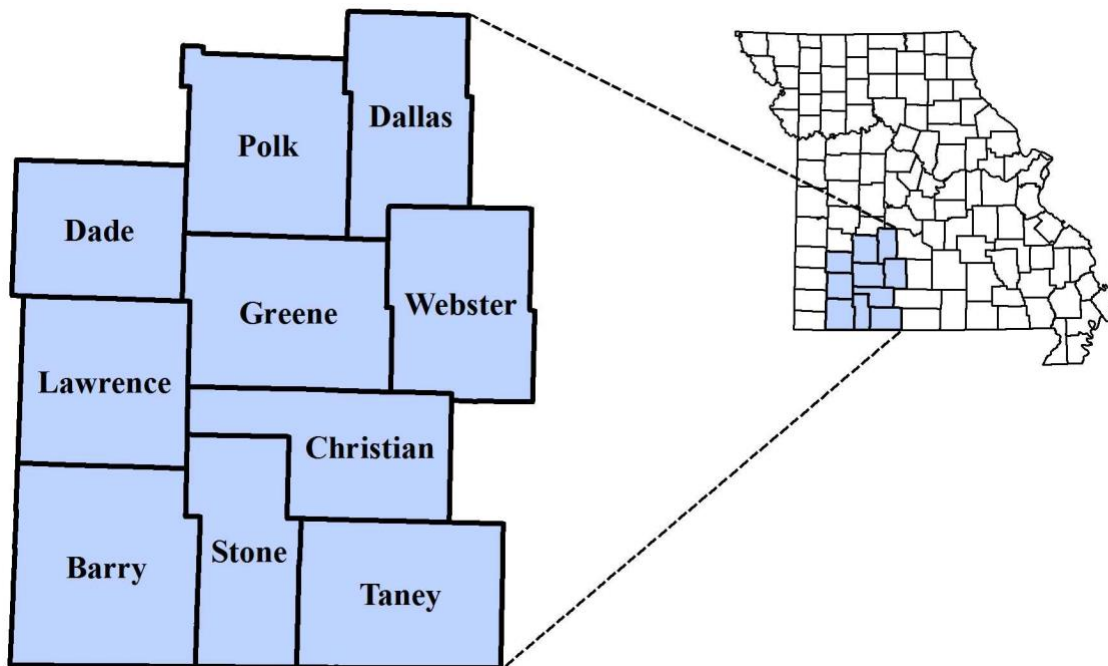 Dallas
Polk
Dade
Webster
Greene
Lawrence
Christian
Stone
Barry
Taney